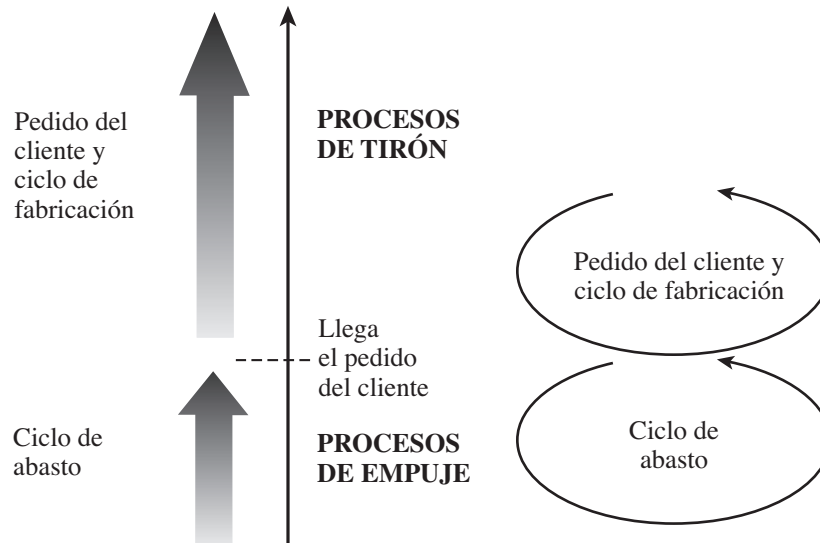 Pedido del
cliente y
ciclo de
fabricación
PROCESOS
DE TIRÓN
Pedido del cliente y
ciclo de fabricación
Llega
el pedido
del cliente
Ciclo de
abasto
PROCESOS
DE EMPUJE
Ciclo de
abasto